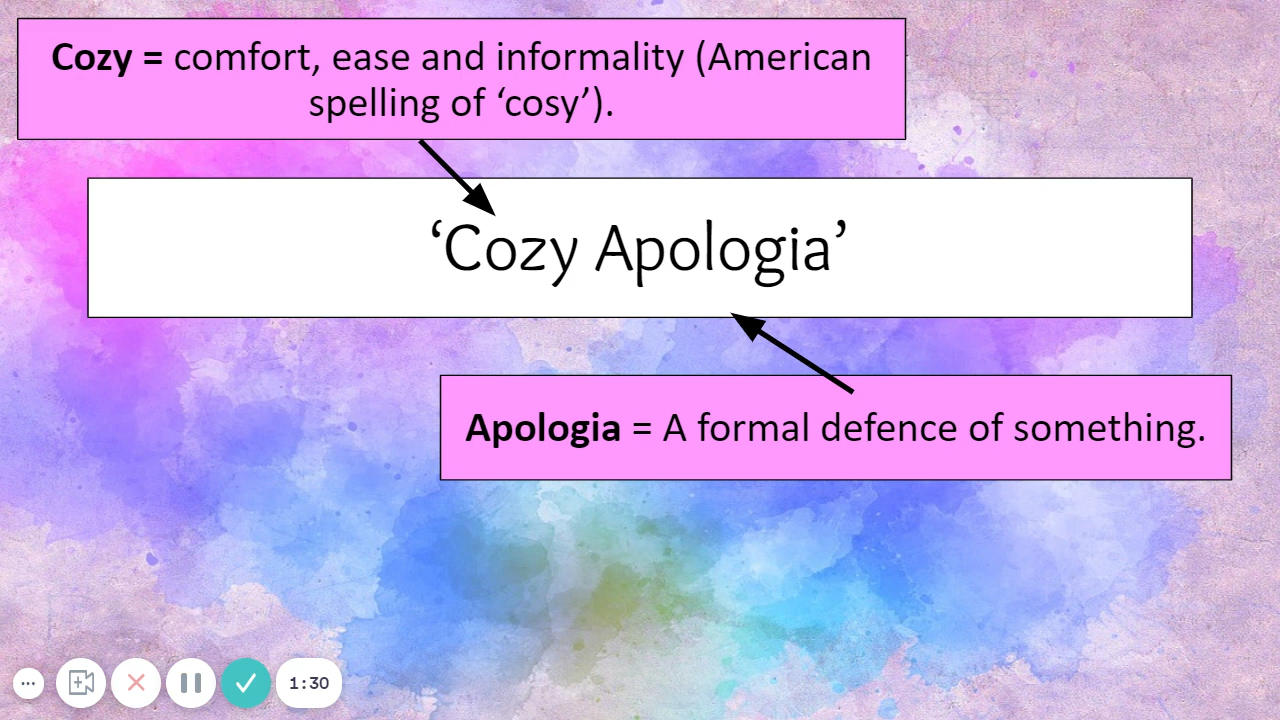 Cozy = comfort, ease and informality (American
spelling of ‘cosy’).
‘Cozy Apologia’
Apologia = A formal defence of something.
1:30